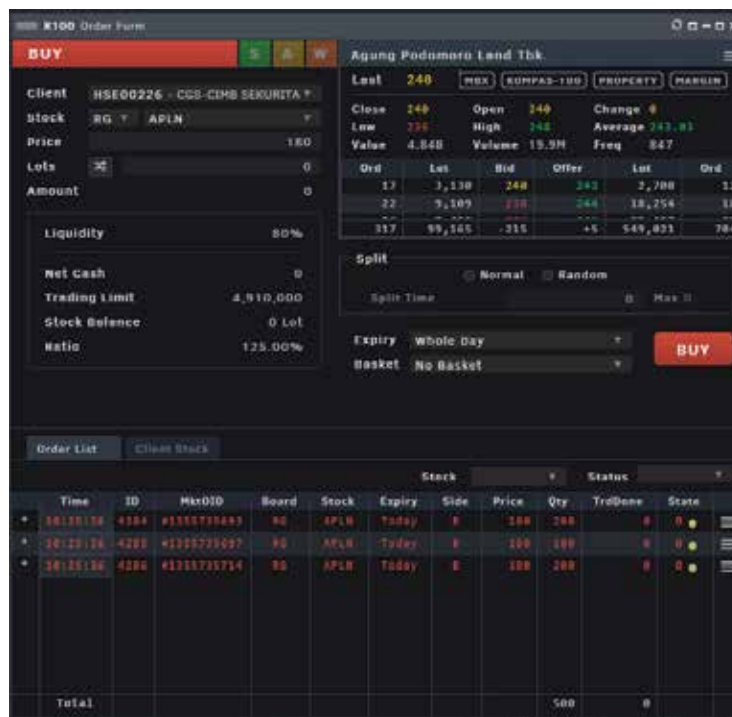 K100 Order Form
BUY S A W
Client HSE00226 - CGS-CIMB SEKURITA
Stock RG APLN
Price 180
Lots 0
Amount 0
Liquidity 80%
Net Cash 0
Trading Limit 4,910,000
Stock Balance 0 Lot
Ratio 125.00%
Agung Podomoro Land Tbk.
Last 240 MBX KOMPAS-100 PROPERTY MARGIN
Close 240 Open 240 Change 0
Low High Average
Value 4.84B Volume 19.9M Freq 847
Ord Lot Bid Offer Lot Ord
17 3,130 240 242 2,700
22 9,109 244 18,254
317 99,165 -315 +5 549,031
Split
Normal Random
Split Time 0 Max
Expiry Whole Day
Basket No Basket
BUY
Order List Client Stock
Stock Status
Time ID MktOID Board Stock Expiry Side Price Qty TrdDone State
RG APLN Today B 200 0 O
RG APLN Today B 100 0 O
4286 #1355735714 RG APLN Today B 200 0 O
Total 500 0